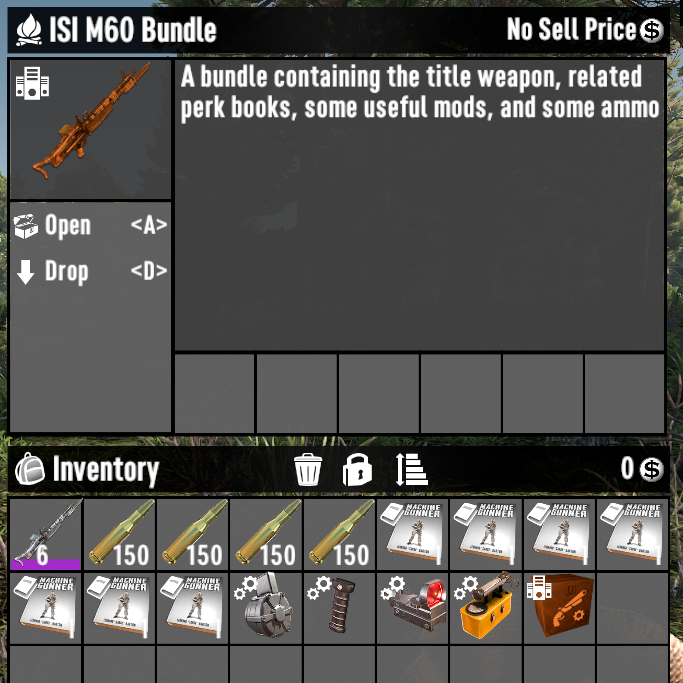 ISI M60 Bundle
No Sell Price
A bundle containing the title weapon, related
perk books, some useful mods, and some ammo
Open <A>
Drop <D>
Inventory
0
6
150
150
150
150
MACHINE GUNNER
MACHINE GUNNER
MACHINE GUNNER
MACHINE GUNNER
MACHINE GUNNER
MACHINE GUNNER
MACHINE GUNNER